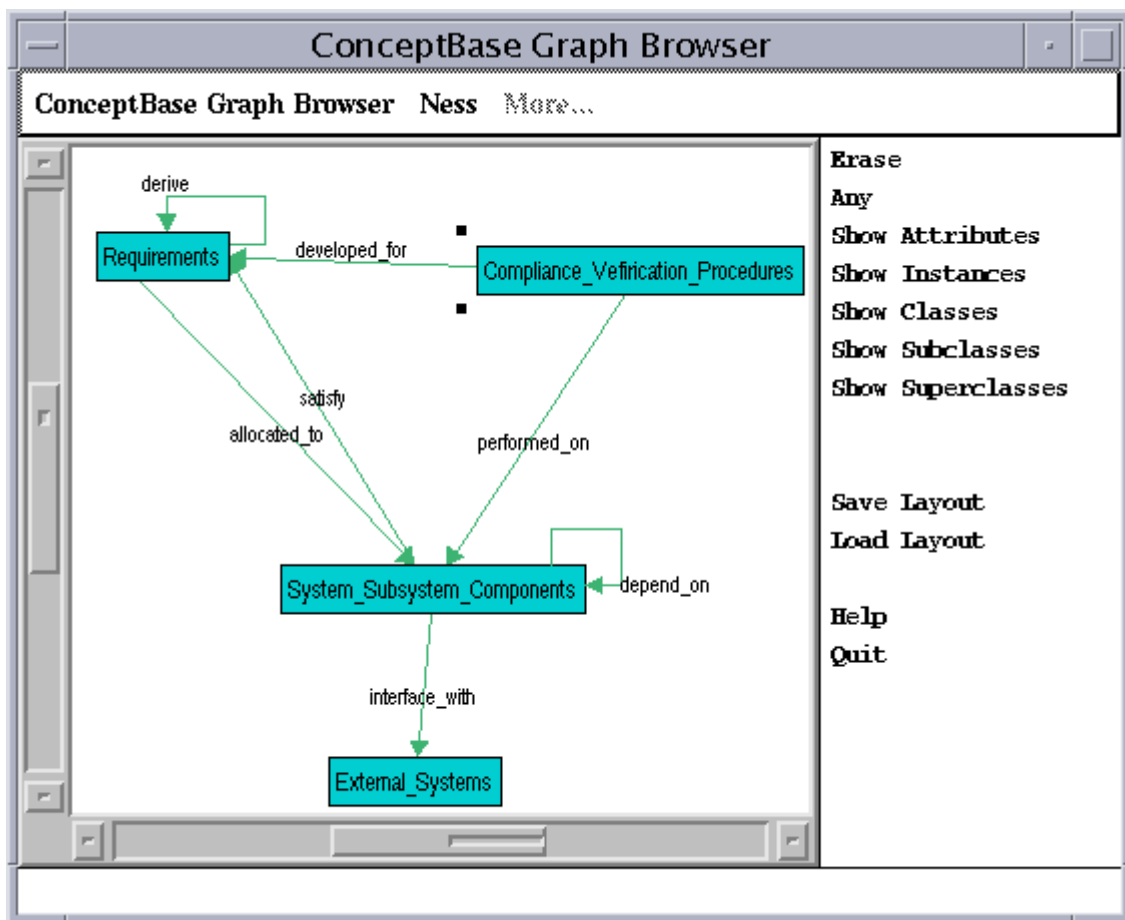 ConceptBase Graph Browser
ConceptBase Graph Browser Ness More...
derive
Requirements
developed_for
Compliance_Vefirication_Procedures
satisfy
allocated_to
performed_on
System_Subsystem_Components
depend_on
interface_with
External_Systems
Erase
Any
Show Attributes
Show Instances
Show Classes
Show Subclasses
Show Superclasses
Save Layout
Load Layout
Help
Quit